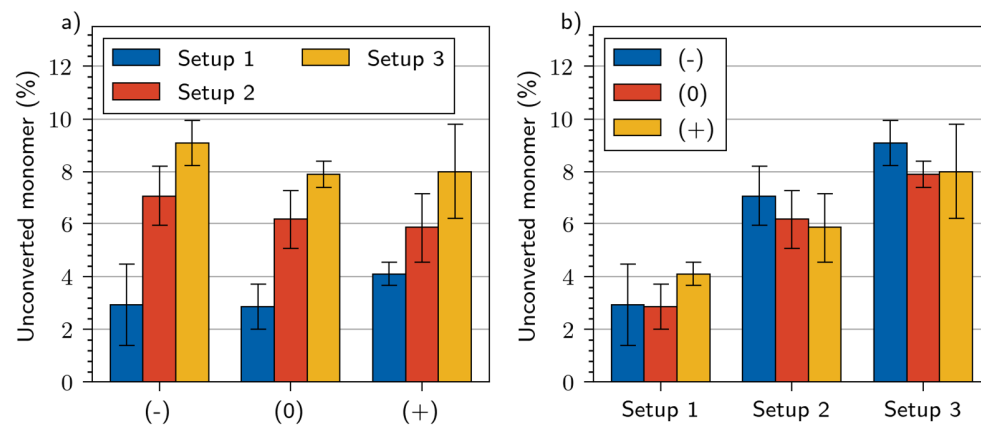 a)
Unconverted monomer (%)
12
10
8
6
4
2
0
Setup 1
Setup 2
Setup 3
(-)
(0)
(+)
b)
Unconverted monomer (%)
12
10
8
6
4
2
0
(-)
(0)
(+)
Setup 1
Setup 2
Setup 3